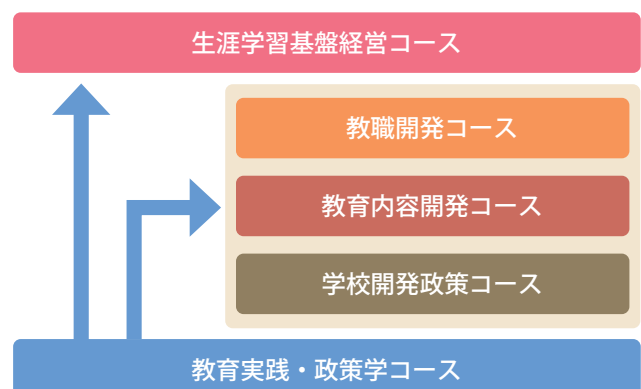 生涯学習基盤経営コース
教職開発コース
教育内容開発コース
学校開発政策コース
教育実践・政策学コース